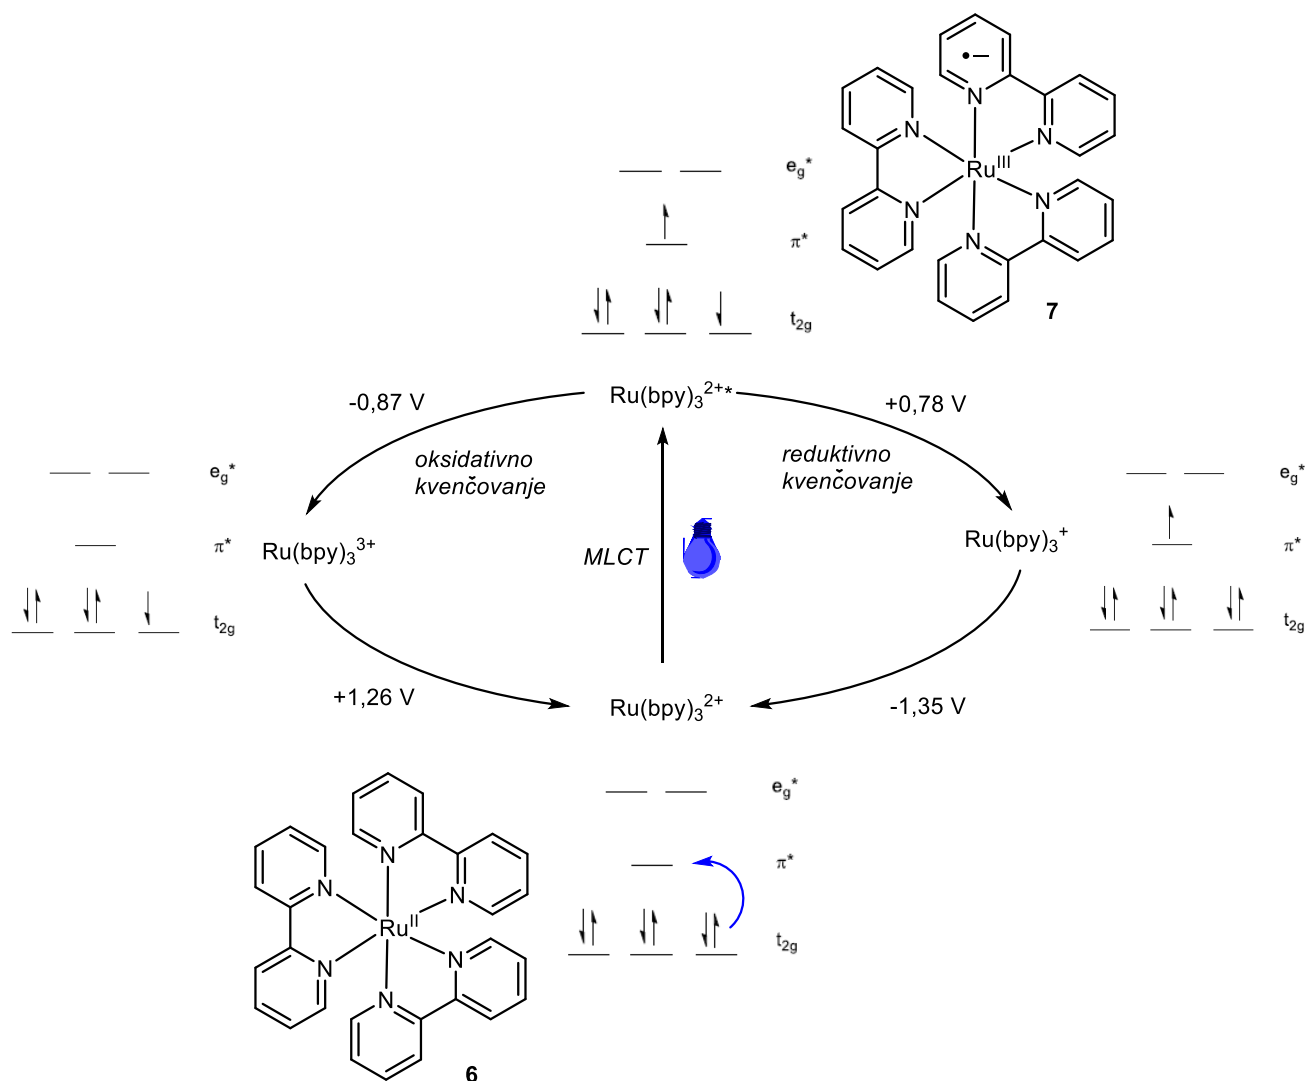 N
N
N
N
N
N
Ru^III
7
e_g*
π*
t_2g
Ru(bpy)_3^2+*
-0,87 V
+0,78 V
oksidativno
kvenčovanje
reduktivno
kvenčovanje
e_g*
π*
t_2g
Ru(bpy)_3^3+
MLCT
Ru(bpy)_3^+
e_g*
π*
t_2g
+1,26 V
Ru(bpy)_3^2+
-1,35 V
e_g*
π*
t_2g
N
N
N
N
N
N
Ru^II
6